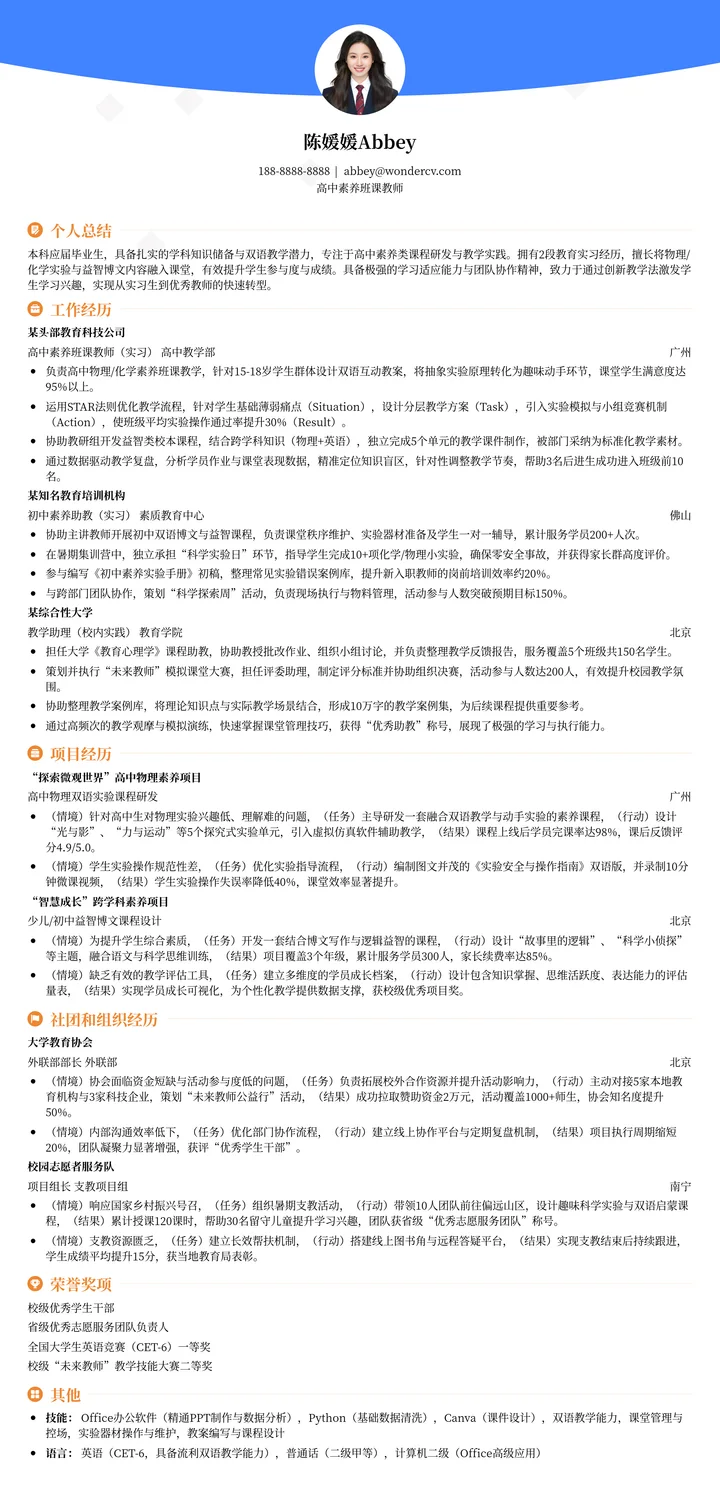 陈媛媛Abbey
188-8888-8888 | abbey@wondercv.com
高中素养班课教师
个人总结
本科应届毕业生，具备扎实的学科知识储备与双语教学潜力，专注于高中素养类课程研发与教学实践。拥有2段教育实习经历，擅长将物理/
化学实验与益智博文内容融入课堂，有效提升学生参与度与成绩。具备极强的学习适应能力与团队协作精神，致力于通过创新教学法激发学
生学习兴趣，实现从实习生到优秀教师的快速转型。
工作经历
某头部教育科技公司
高中素养班课教师（实习） 高中教学部 广州
• 负责高中物理/化学素养班课教学，针对15-18岁学生群体设计双语互动教案，将抽象实验原理转化为趣味动手环节，课堂学生满意度达
95%以上。
• 运用STAR法则优化教学流程，针对学生基础薄弱痛点（Situation），设计分层教学方案（Task），引入实验模拟与小组竞赛机制
（Action），使班级平均实验操作通过率提升30%（Result）。
• 协助教研组开发益智类校本课程，结合跨学科知识（物理+英语），独立完成5个单元的教学课件制作，被部门采纳为标准化教学素材。
• 通过数据驱动教学复盘，分析学员作业与课堂表现数据，精准定位知识盲区，针对性调整教学节奏，帮助3名后进生成功进入班级前10
名。
某知名教育培训机构
初中素养助教（实习） 素质教育中心 佛山
• 协助主讲教师开展初中双语博文与益智课程，负责课堂秩序维护、实验器材准备及学生一对一辅导，累计服务学员200+人次。
• 在暑期集训营中，独立承担“科学实验日”环节，指导学生完成10+项化学/物理小实验，确保零安全事故，并获得家长群高度评价。
• 参与编写《初中素养实验手册》初稿，整理常见实验错误案例库，提升新入职教师的岗前培训效率约20%。
• 与跨部门团队协作，策划“科学探索周”活动，负责现场执行与物料管理，活动参与人数突破预期目标150%。
某综合性大学
教学助理（校内实践） 教育学院 北京
• 担任大学《教育心理学》课程助教，协助教授批改作业、组织小组讨论，并负责整理教学反馈报告，服务覆盖5个班级共150名学生。
• 策划并执行“未来教师”模拟课堂大赛，担任评委助理，制定评分标准并协助组织决赛，活动参与人数达200人，有效提升校园教学氛
围。
• 协助整理教学案例库，将理论知识点与实际教学场景结合，形成10万字的教学案例集，为后续课程提供重要参考。
• 通过高频次的教学观摩与模拟演练，快速掌握课堂管理技巧，获得“优秀助教”称号，展现了极强的学习与执行能力。
项目经历
“探索微观世界”高中物理素养项目
高中物理双语实验课程研发 广州
• （情境）针对高中生对物理实验兴趣低、理解难的问题，（任务）主导研发一套融合双语教学与动手实验的素养课程，（行动）设计
“光与影”、“力与运动”等5个探究式实验单元，引入虚拟仿真软件辅助教学，（结果）课程上线后学员完课率达98%，课后反馈评
分4.9/5.0。
• （情境）学生实验操作规范性差，（任务）优化实验指导流程，（行动）编制图文并茂的《实验安全与操作指南》双语版，并录制10分
钟微课视频，（结果）学生实验操作失误率降低40%，课堂效率显著提升。
“智慧成长”跨学科素养项目
少儿/初中益智博文课程设计 北京
• （情境）为提升学生综合素质，（任务）开发一套结合博文写作与逻辑益智的课程，（行动）设计“故事里的逻辑”、“科学小侦探”
等主题，融合语文与科学思维训练，（结果）项目覆盖3个年级，累计服务学员300人，家长续费率达85%。
• （情境）缺乏有效的教学评估工具，（任务）建立多维度的学员成长档案，（行动）设计包含知识掌握、思维活跃度、表达能力的评估
量表，（结果）实现学员成长可视化，为个性化教学提供数据支撑，获校级优秀项目奖。
社团和组织经历
大学教育协会
外联部部长 外联部 北京
• （情境）协会面临资金短缺与活动参与度低的问题，（任务）负责拓展校外合作资源并提升活动影响力，（行动）主动对接5家本地教
育机构与3家科技企业，策划“未来教师公益行”活动，（结果）成功拉取赞助资金2万元，活动覆盖1000+师生，协会知名度提升
50%。
• （情境）内部沟通效率低下，（任务）优化部门协作流程，（行动）建立线上协作平台与定期复盘机制，（结果）项目执行周期缩短
20%，团队凝聚力显著增强，获评“优秀学生干部”。
校园志愿者服务队
项目组长 支教项目组 南宁
• （情境）响应国家乡村振兴号召，（任务）组织暑期支教活动，（行动）带领10人团队前往偏远山区，设计趣味科学实验与双语启蒙课
程，（结果）累计授课120课时，帮助30名留守儿童提升学习兴趣，团队获省级“优秀志愿服务团队”称号。
• （情境）支教资源匮乏，（任务）建立长效帮扶机制，（行动）搭建线上图书角与远程答疑平台，（结果）实现支教结束后持续跟进，
学生成绩平均提升15分，获当地教育局表彰。
荣誉奖项
校级优秀学生干部
省级优秀志愿服务团队负责人
全国大学生英语竞赛（CET-6）一等奖
校级“未来教师”教学技能大赛二等奖
其他
• 技能： Office办公软件（精通PPT制作与数据分析），Python（基础数据清洗），Canva（课件设计），双语教学能力，课堂管理与
控场，实验器材操作与维护，教案编写与课程设计
• 语言： 英语（CET-6，具备流利双语教学能力），普通话（二级甲等），计算机二级（Office高级应用）